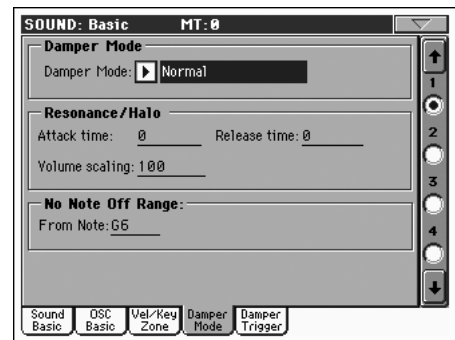 SOUND: Basic MT:0
Damper Mode
Damper Mode: Normal
Resonance/Halo
Attack time: 0 Release time: 0
Volume scaling: 100
No Note Off Range:
From Note: G6
1
2
3
4
Sound Basic
OSC Basic
Vel/Key Zone
Damper Mode
Damper Trigger